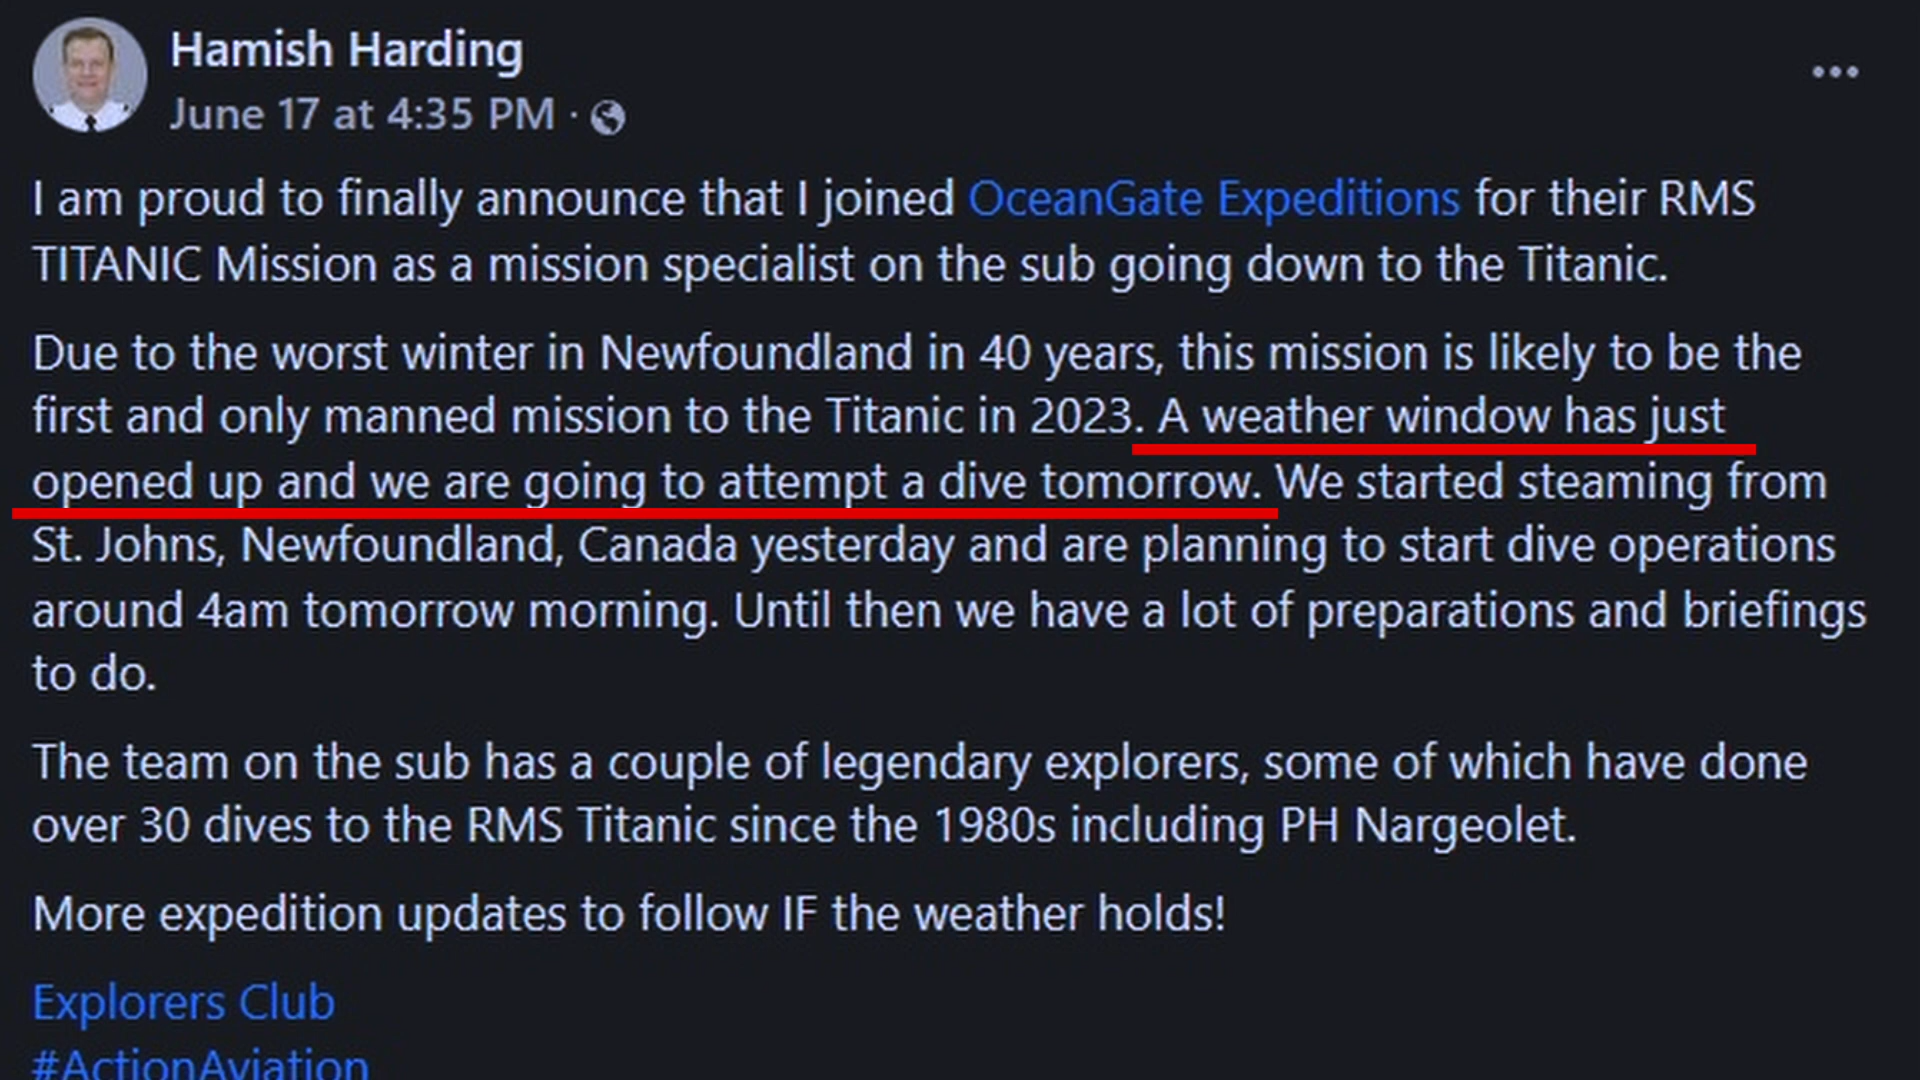 Hamish Harding
June 17 at 4:35 PM ·
I am proud to finally announce that I joined OceanGate Expeditions for their RMS
TITANIC Mission as a mission specialist on the sub going down to the Titanic.
Due to the worst winter in Newfoundland in 40 years, this mission is likely to be the
first and only manned mission to the Titanic in 2023. A weather window has just
opened up and we are going to attempt a dive tomorrow. We started steaming from
St. Johns, Newfoundland, Canada yesterday and are planning to start dive operations
around 4am tomorrow morning. Until then we have a lot of preparations and briefings
to do.
The team on the sub has a couple of legendary explorers, some of which have done
over 30 dives to the RMS Titanic since the 1980s including PH Nargeolet.
More expedition updates to follow IF the weather holds!
Explorers Club
#ActionAviation